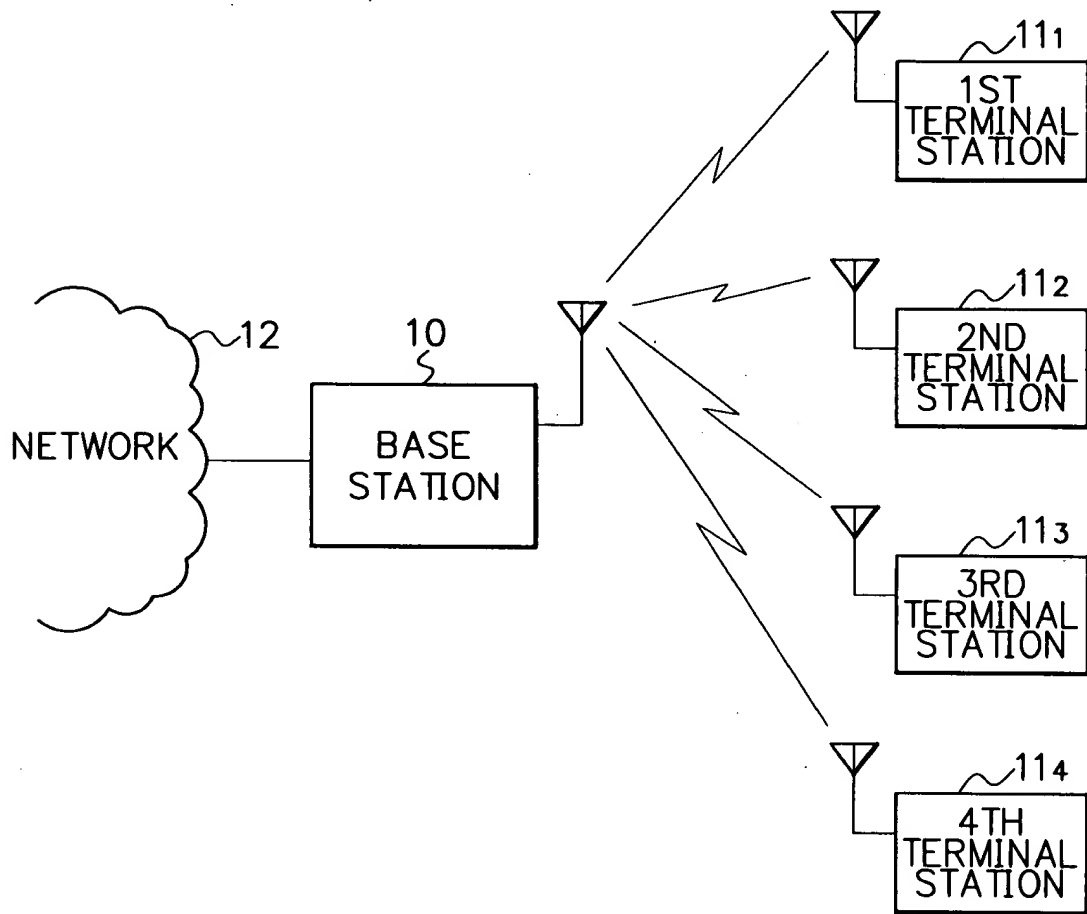 11₁
1ST
TERMINAL
STATION
11₂
2ND
TERMINAL
STATION
12
10
NETWORK
BASE
STATION
11₃
3RD
TERMINAL
STATION
11₄
4TH
TERMINAL
STATION